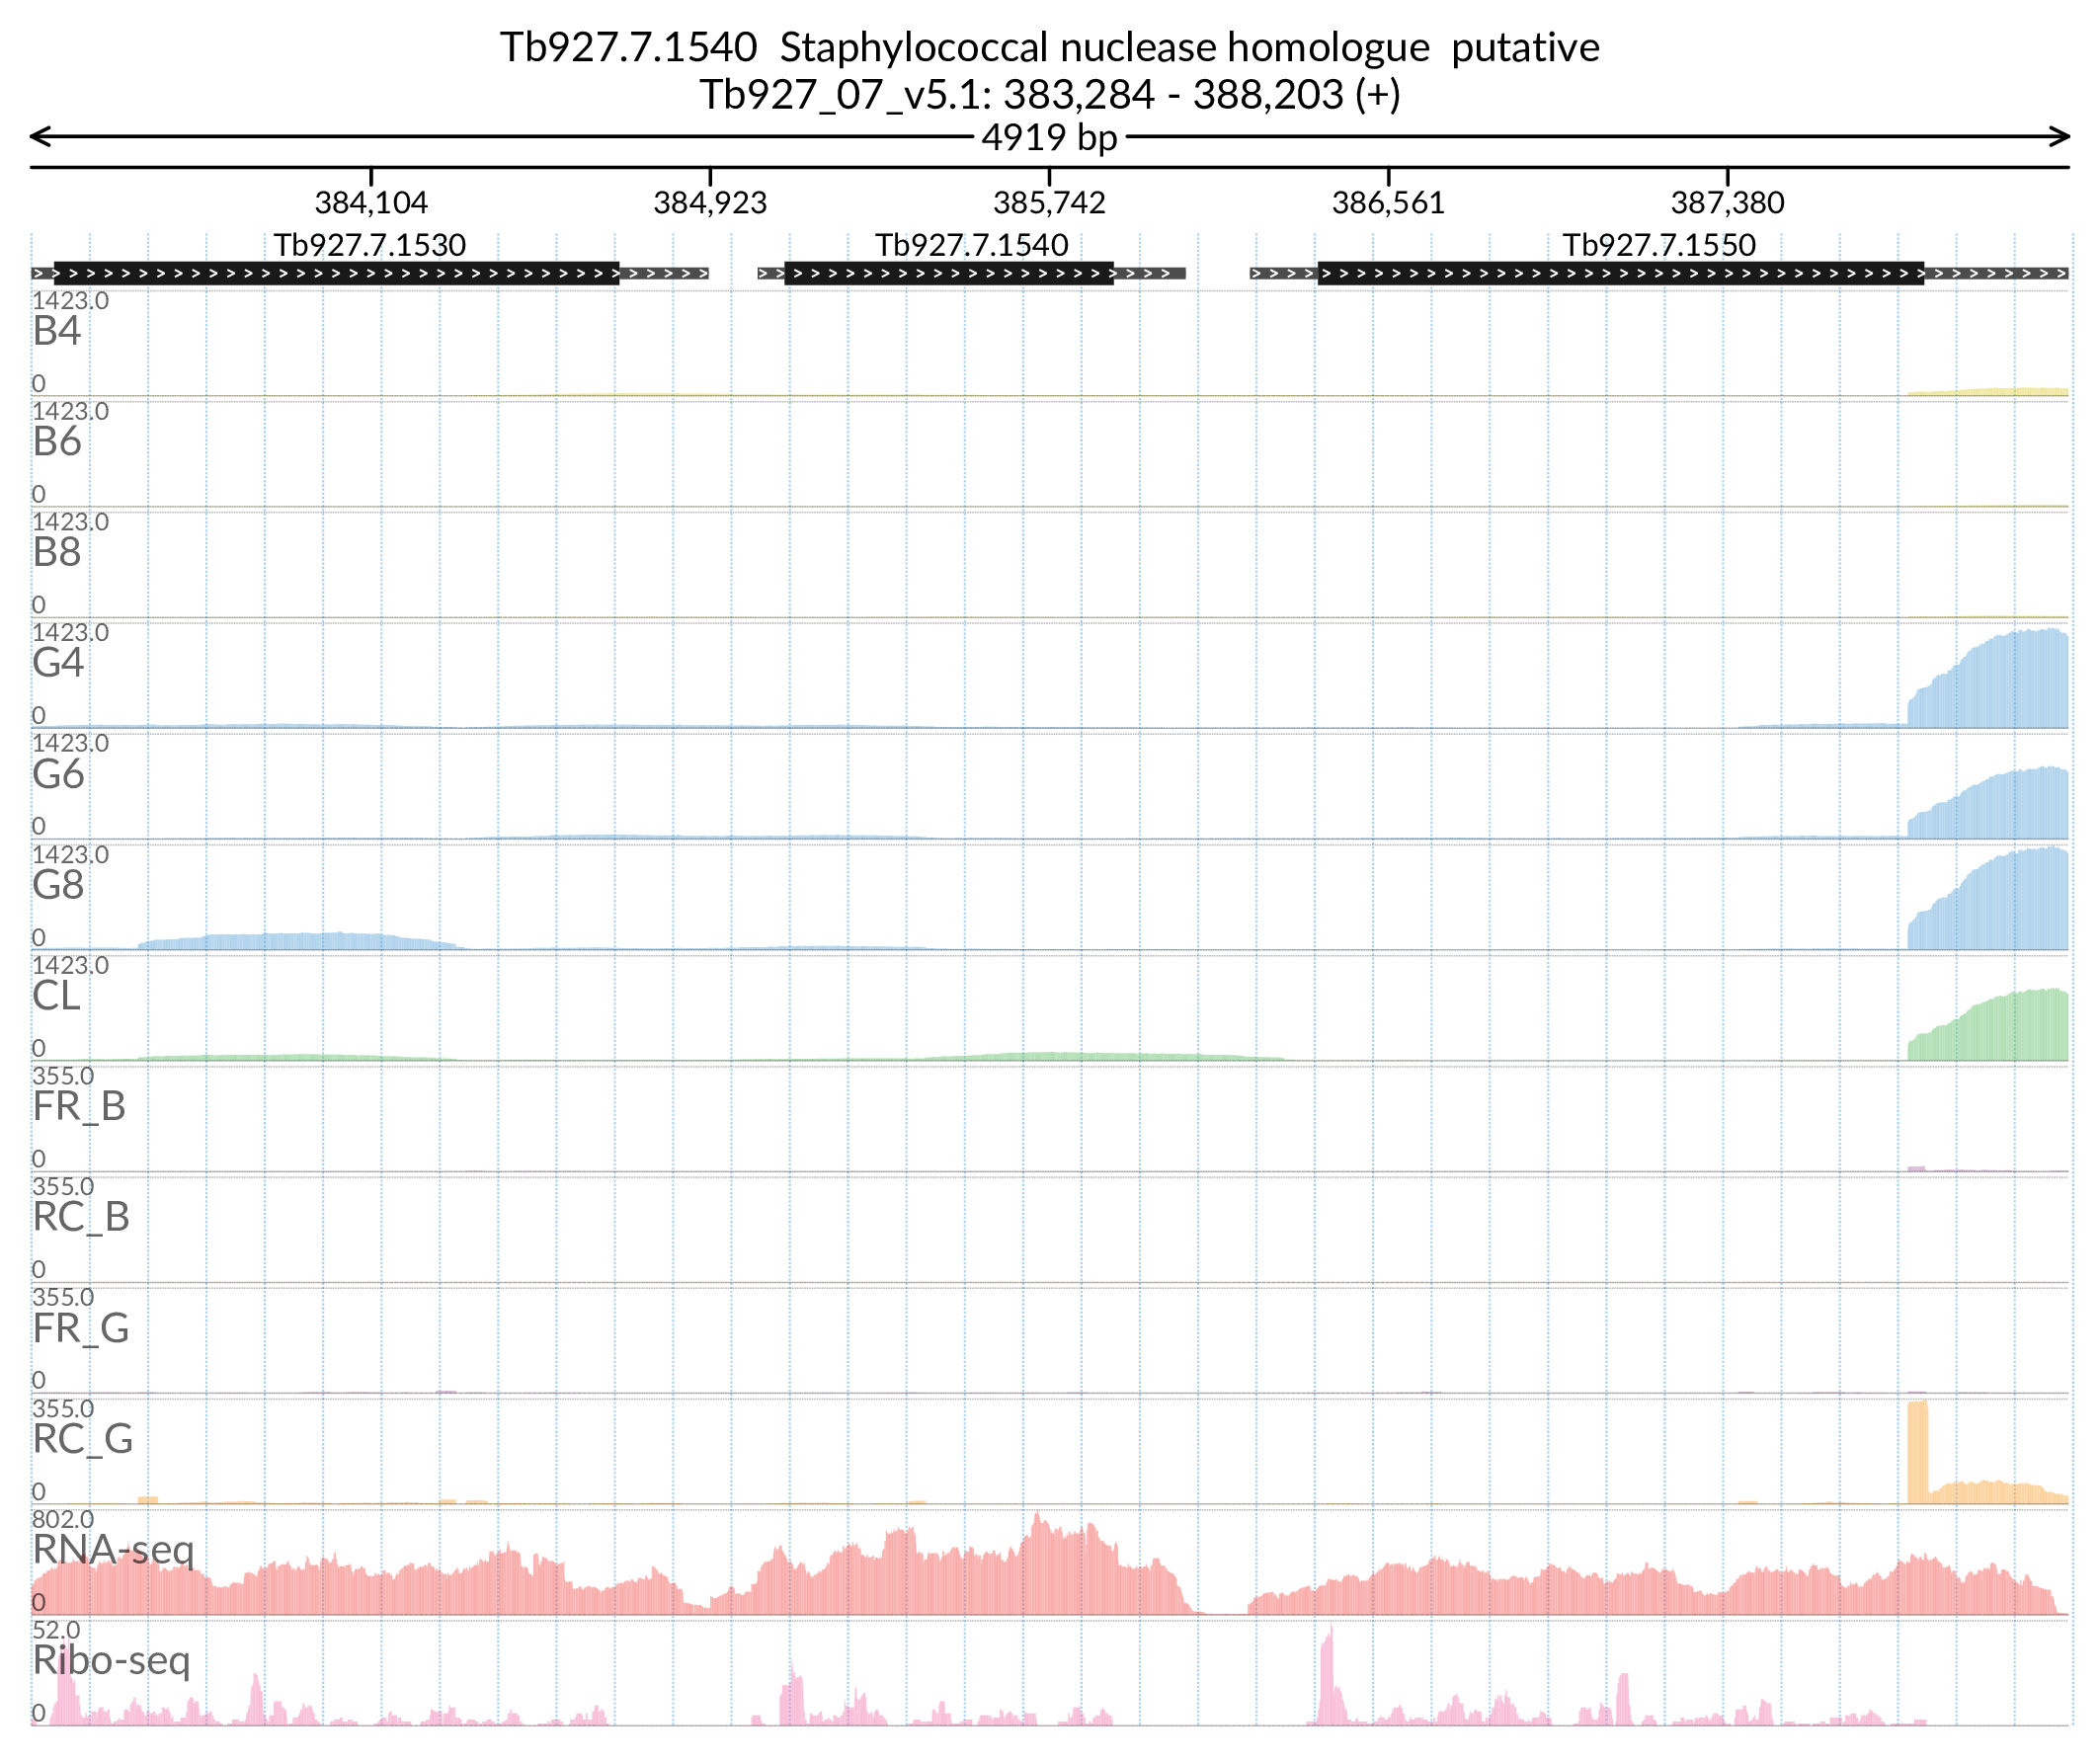 Tb927.7.1540  Staphylococcal nuclease homologue  putative
Tb927_07_v5.1: 383,284 - 388,203 (+)
4919 bp
384,104 384,923 385,742 386,561 387,380
Tb927.7.1530 Tb927.7.1540 Tb927.7.1550
1423.0
B4
0
1423.0
B6
0
1423.0
B8
0
1423.0
G4
0
1423.0
G6
0
1423.0
G8
0
1423.0
CL
0
355.0
FR_B
0
355.0
RC_B
0
355.0
FR_G
0
355.0
RC_G
0
802.0
RNA-seq
0
52.0
Ribo-seq
0